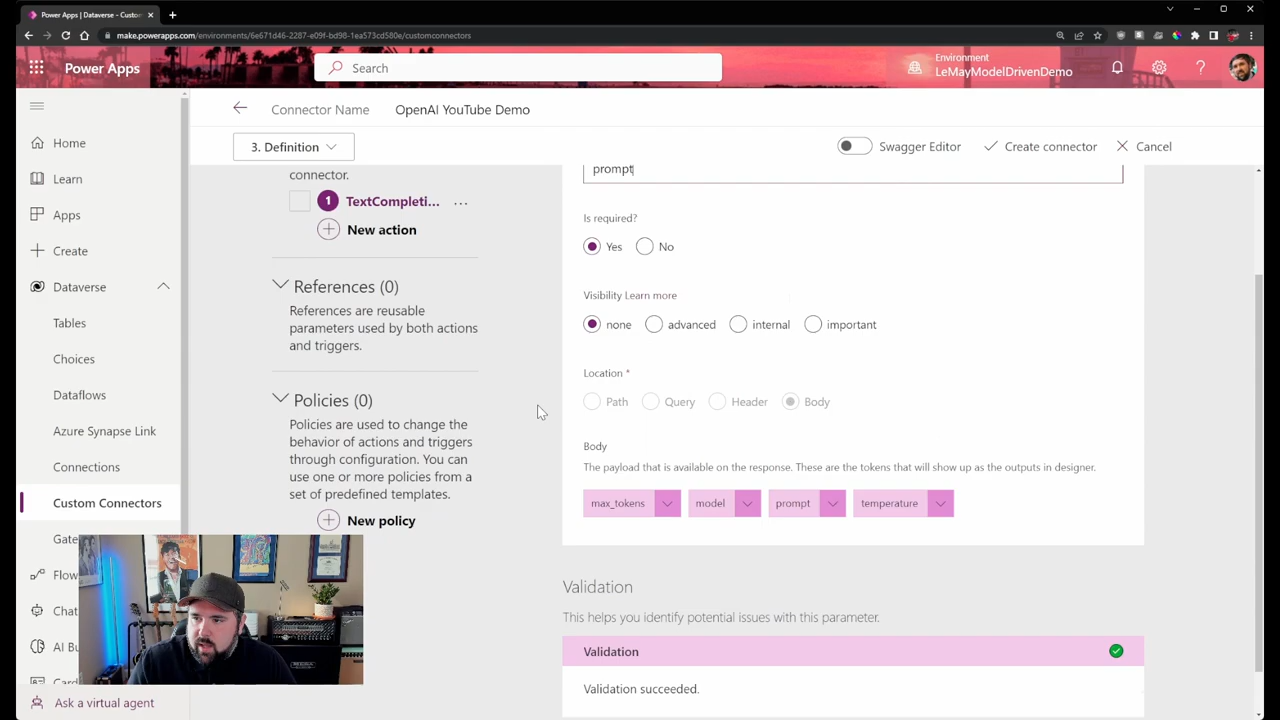 Power Apps | Dataverse - Custom
make.powerapps.com/environments/6e671d46-2287-e09f-bd98-1ea573cd580e/customconnectors
Power Apps
Search
Environment
LeMayModelDrivenDemo
Connector Name
OpenAI YouTube Demo
3. Definition
Swagger Editor
Create connector
Cancel
Home
Learn
Apps
Create
Dataverse
Tables
Choices
Dataflows
Azure Synapse Link
Connections
Custom Connectors
Gate
Flow
Chat
AI Bu
Card
Ask a virtual agent
connector.
1
TextCompleti...
New action
References (0)
References are reusable
parameters used by both actions
and triggers.
Policies (0)
Policies are used to change the
behavior of actions and triggers
through configuration. You can
use one or more policies from a
set of predefined templates.
New policy
prompt
Is required?
Yes
No
Visibility Learn more
none
advanced
internal
important
Location *
Path
Query
Header
Body
Body
The payload that is available on the response. These are the tokens that will show up as the outputs in designer.
max_tokens
model
prompt
temperature
Validation
This helps you identify potential issues with this parameter.
Validation
Validation succeeded.